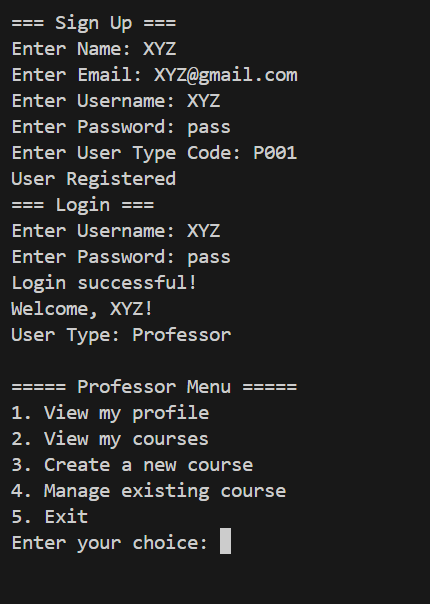 === Sign Up ===
Enter Name: XYZ
Enter Email: XYZ@gmail.com
Enter Username: XYZ
Enter Password: pass
Enter User Type Code: P001
User Registered
=== Login ===
Enter Username: XYZ
Enter Password: pass
Login successful!
Welcome, XYZ!
User Type: Professor
===== Professor Menu =====
1. View my profile
2. View my courses
3. Create a new course
4. Manage existing course
5. Exit
Enter your choice: